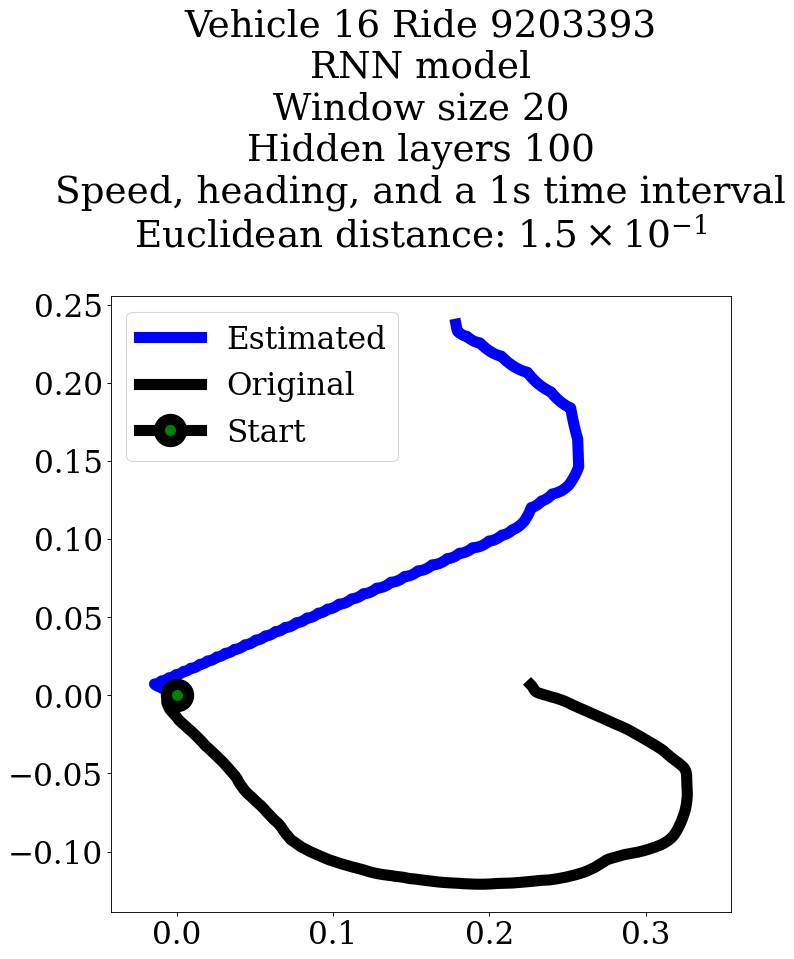 Vehicle 16 Ride 9203393
RNN model
Window size 20
Hidden layers 100
Speed, heading, and a 1s time interval
Euclidean distance: 1.5 × 10⁻¹
Estimated
Original
Start
0.25
0.20
0.15
0.10
0.05
0.00
−0.05
−0.10
0.0 0.1 0.2 0.3